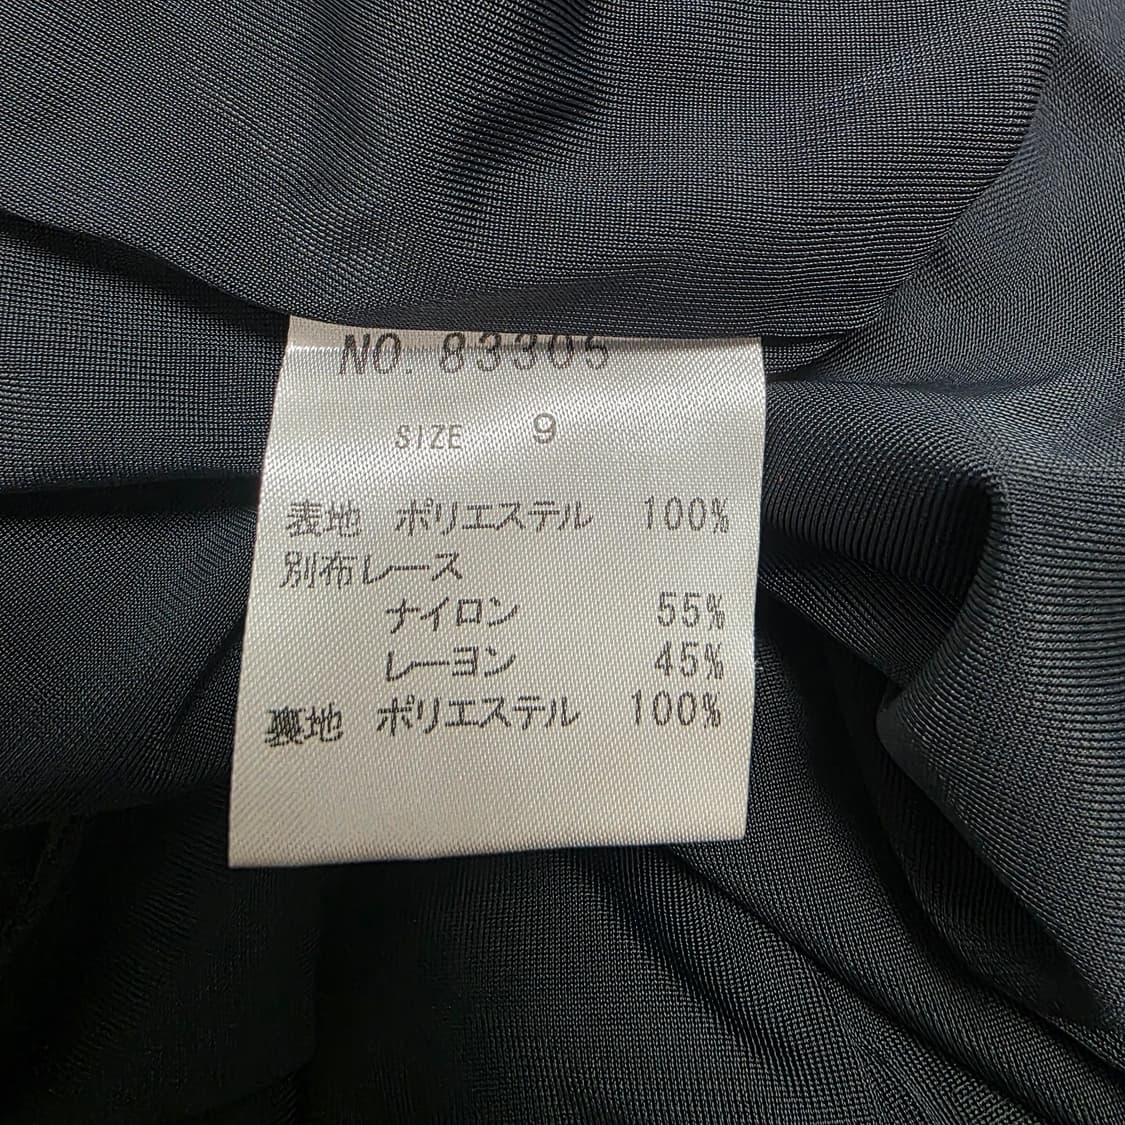 NO. 83305
SIZE 9
表地 ポリエステル 100%
別布レース
ナイロン 55%
レーヨン 45%
裏地 ポリエステル 100%